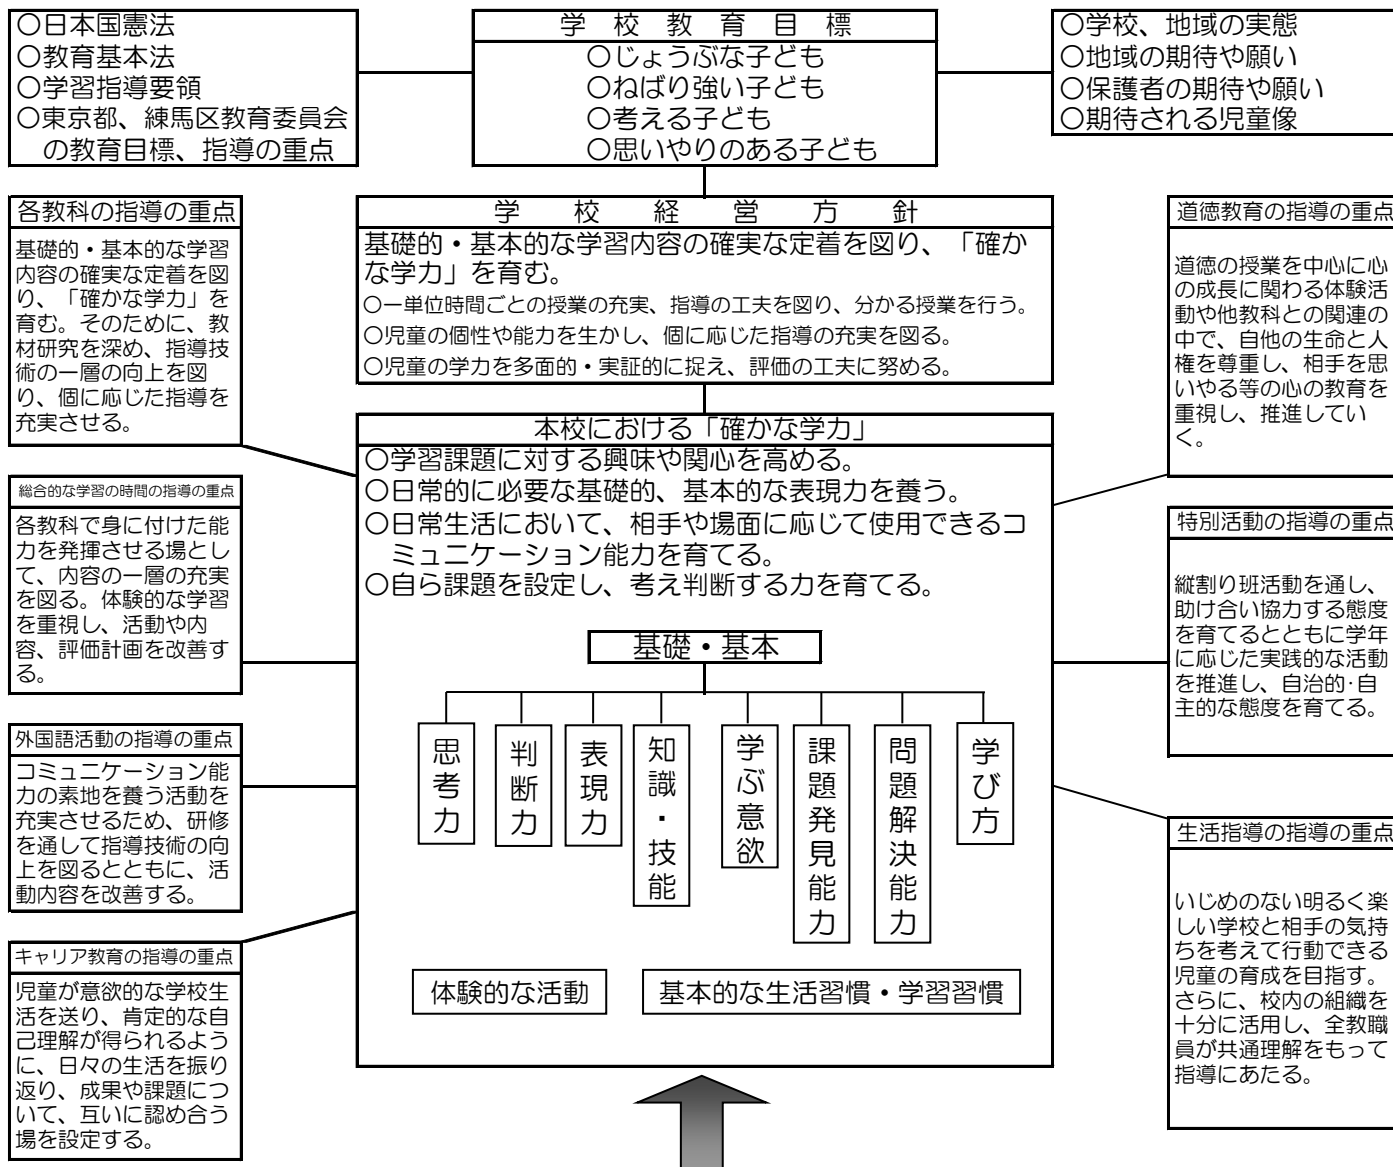 ○日本国憲法
○教育基本法
○学習指導要領
○東京都、練馬区教育委員会
の教育目標、指導の重点
学校教育目標
○じょうぶな子ども
○ねばり強い子ども
○考える子ども
○思いやりのある子ども
○学校、地域の実態
○地域の期待や願い
○保護者の期待や願い
○期待される児童像
各教科の指導の重点
基礎的・基本的な学習
内容の確実な定着を図
り、「確かな学力」を
育む。そのために、教
材研究を深め、指導技
術の一層の向上を図
り、個に応じた指導を
充実させる。
総合的な学習の時間の指導の重点
各教科で身に付けた能
力を発揮させる場とし
て、内容の一層の充実
を図る。体験的な学習
を重視し、活動や内
容、評価計画を改善す
る。
外国語活動の指導の重点
コミュニケーション能
力の素地を養う活動を
充実させるため、研修
を通して指導技術の向
上を図るとともに、活
動内容を改善する。
キャリア教育の指導の重点
児童が意欲的な学校生
活を送り、肯定的な自
己理解が得られるよう
に、日々の生活を振り
返り、成果や課題につ
いて、互いに認め合う
場を設定する。
学校経営方針
基礎的・基本的な学習内容の確実な定着を図り、「確か
な学力」を育む。
○一単位時間ごとの授業の充実、指導の工夫を図り、分かる授業を行う。
○児童の個性や能力を生かし、個に応じた指導の充実を図る。
○児童の学力を多面的・実証的に捉え、評価の工夫に努める。
本校における「確かな学力」
○学習課題に対する興味や関心を高める。
○日常的に必要な基礎的、基本的な表現力を養う。
○日常生活において、相手や場面に応じて使用できるコ
ミュニケーション能力を育てる。
○自ら課題を設定し、考え判断する力を育てる。
基礎・基本
思考力
判断力
表現力
知識・技能
学ぶ意欲
課題発見能力
問題解決能力
学び方
体験的な活動
基本的な生活習慣・学習習慣
道徳教育の指導の重点
道徳の授業を中心に心
の成長に関わる体験活
動や他教科との関連の
中で、自他の生命と人
権を尊重し、相手を思
いやる等の心の教育を
重視し、推進してい
く。
特別活動の指導の重点
縦割り班活動を通し、
助け合い協力する態度
を育てるとともに学年
に応じた実践的な活動
を推進し、自治的・自
主的な態度を育てる。
生活指導の指導の重点
いじめのない明るく楽
しい学校と相手の気持
ちを考えて行動できる
児童の育成を目指す。
さらに、校内の組織を
十分に活用し、全教職
員が共通理解をもって
指導にあたる。